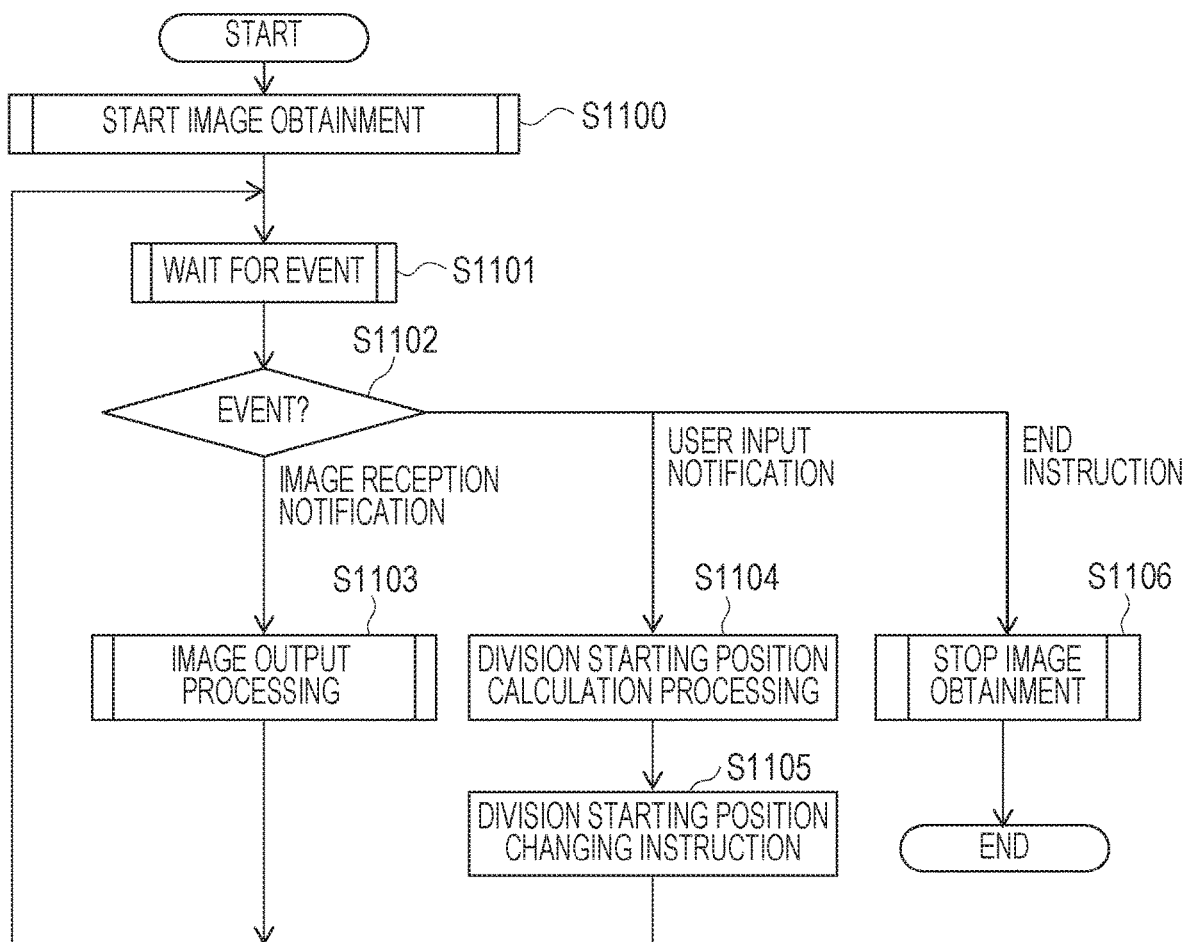 START
START IMAGE OBTAINMENT
S1100
WAIT FOR EVENT
S1101
S1102
EVENT?
IMAGE RECEPTION
NOTIFICATION
USER INPUT
NOTIFICATION
END
INSTRUCTION
S1103
IMAGE OUTPUT
PROCESSING
S1104
DIVISION STARTING POSITION
CALCULATION PROCESSING
S1106
STOP IMAGE
OBTAINMENT
S1105
DIVISION STARTING POSITION
CHANGING INSTRUCTION
END